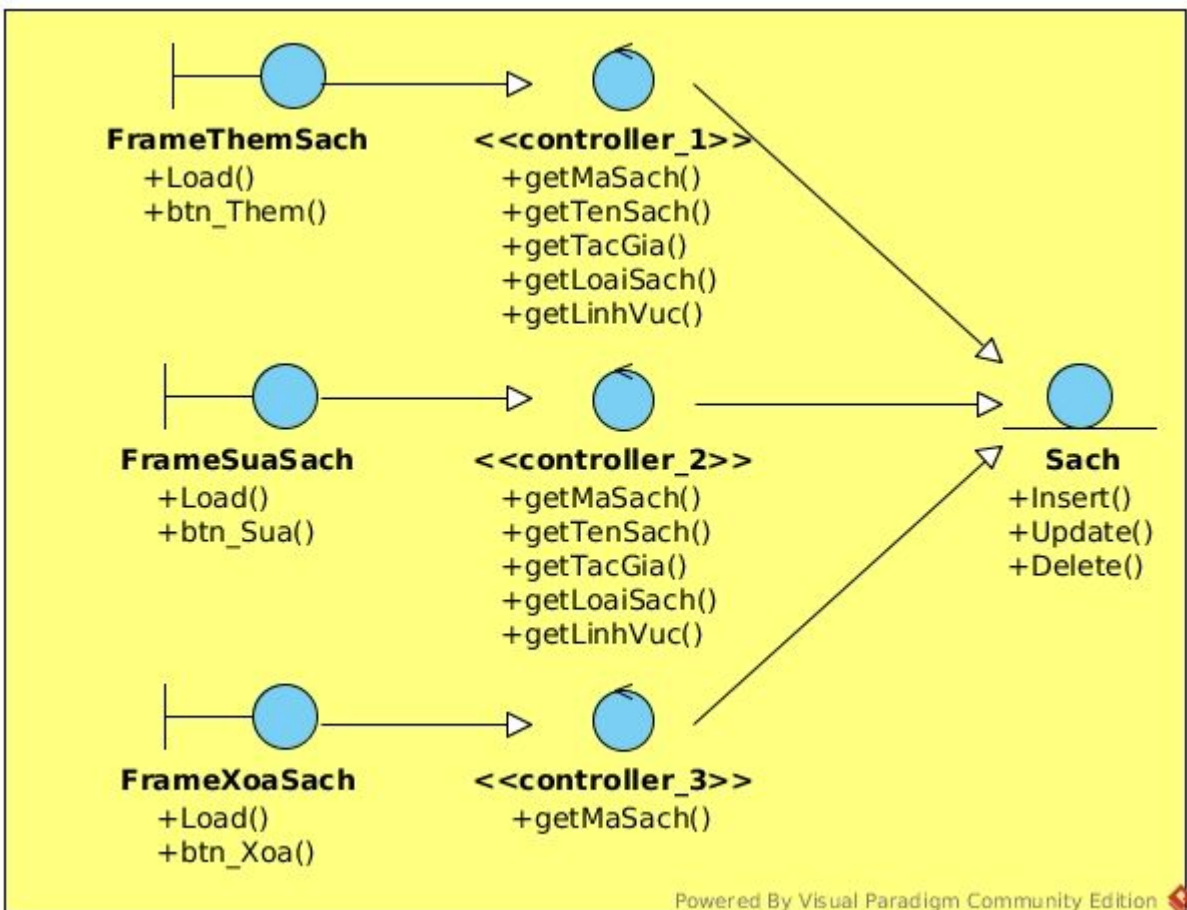 FrameThemSach
+Load()
+btn_Them()
<<controller_1>>
+getMaSach()
+getTenSach()
+getTacGia()
+getLoaiSach()
+getLinhVuc()
FrameSuaSach
+Load()
+btn_Sua()
<<controller_2>>
+getMaSach()
+getTenSach()
+getTacGia()
+getLoaiSach()
+getLinhVuc()
Sach
+Insert()
+Update()
+Delete()
FrameXoaSach
+Load()
+btn_Xoa()
<<controller_3>>
+getMaSach()
Powered By Visual Paradigm Community Edition